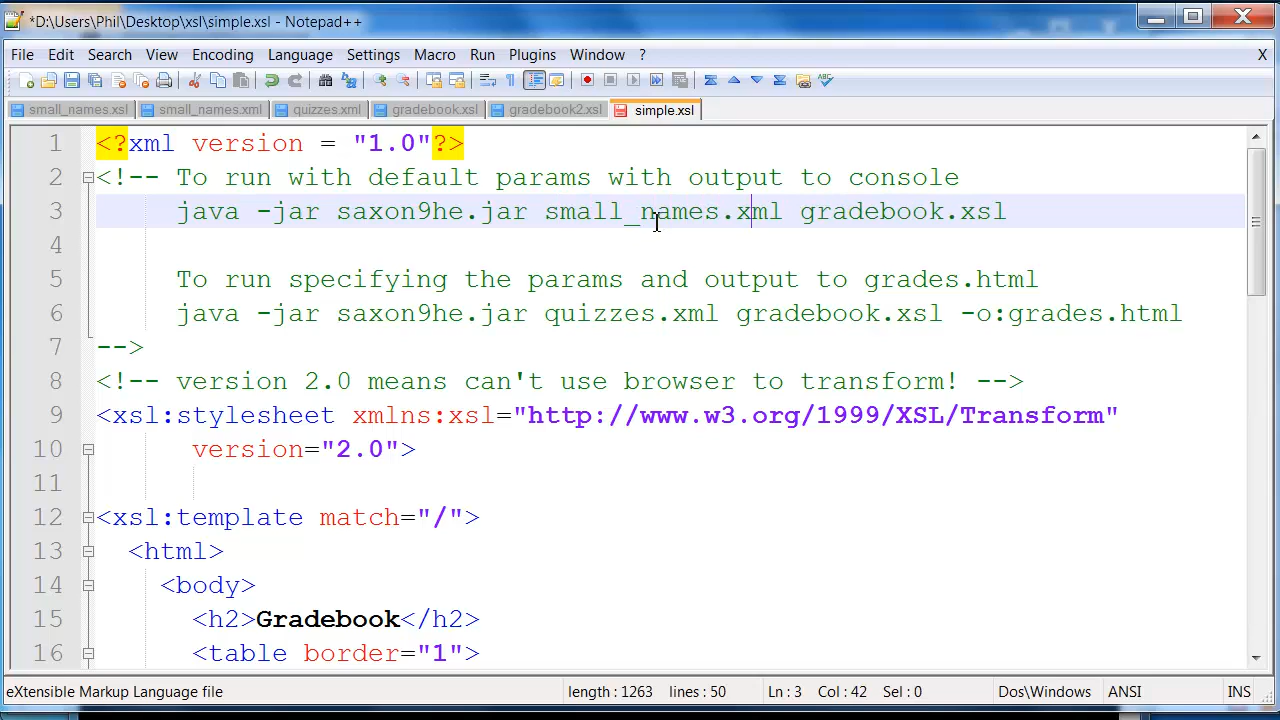 *D:\Users\Phil\Desktop\xsl\simple.xsl - Notepad++
File Edit Search View Encoding Language Settings Macro Run Plugins Window ? X
small_names.xsl small_names.xml quizzes.xml gradebook.xsl gradebook2.xsl simple.xsl
1 <?xml version = "1.0"?>
2 <!-- To run with default params with output to console
3 java -jar saxon9he.jar small_names.xml gradebook.xsl
4
5 To run specifying the params and output to grades.html
6 java -jar saxon9he.jar quizzes.xml gradebook.xsl -o:grades.html
7 -->
8 <!-- version 2.0 means can't use browser to transform! -->
9 <xsl:stylesheet xmlns:xsl="http://www.w3.org/1999/XSL/Transform"
10 version="2.0">
11
12 <xsl:template match="/">
13 <html>
14 <body>
15 <h2>Gradebook</h2>
16 <table border="1">
eXtensible Markup Language file length : 1263 lines : 50 Ln : 3 Col : 42 Sel : 0 Dos\Windows ANSI INS